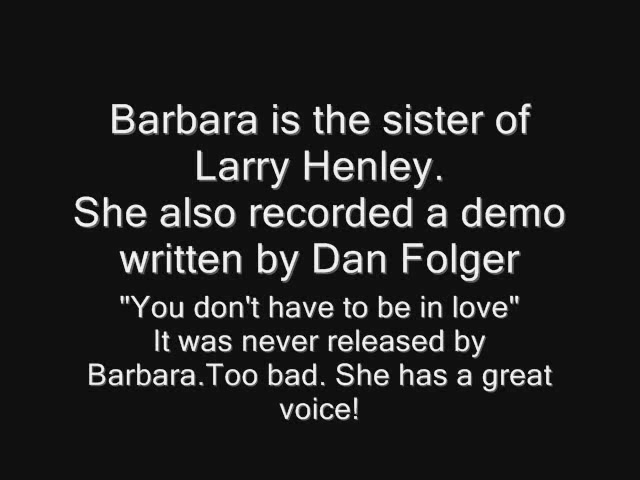 Barbara is the sister of
Larry Henley.
She also recorded a demo
written by Dan Folger
"You don't have to be in love"
It was never released by
Barbara.Too bad. She has a great
voice!